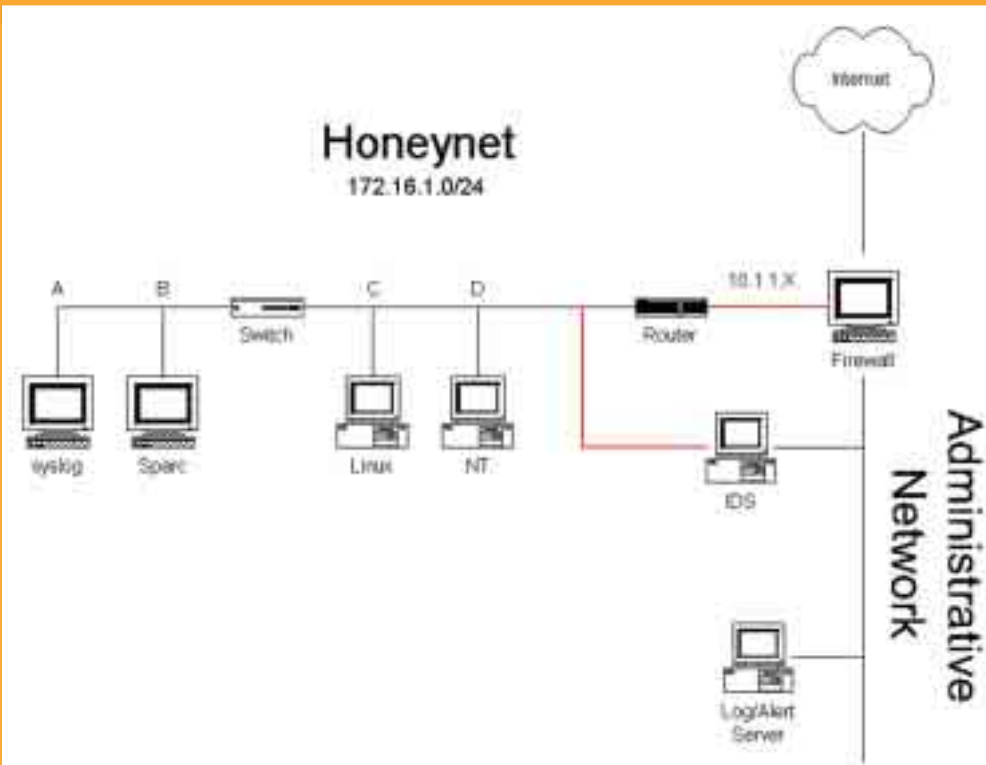 Internet
Honeynet
172.16.1.0/24
A
B
C
D
10.1.1.X
Switch
Router
Firewall
syslog
Sparc
Linux
NT
IDS
Log/Alert
Server
Administrative
Network